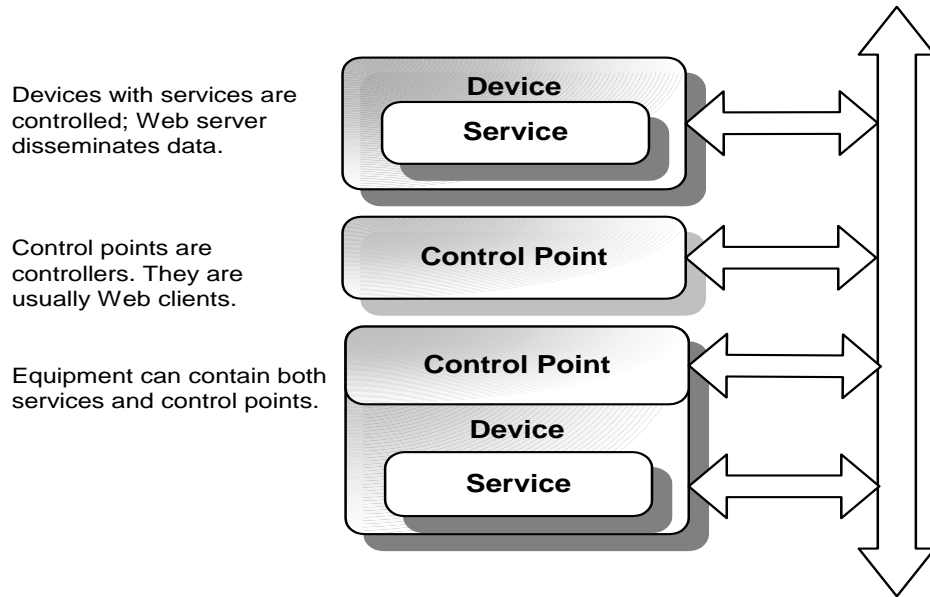 Devices with services are
controlled; Web server
disseminates data.
Device
Service
Control points are
controllers. They are
usually Web clients.
Control Point
Equipment can contain both
services and control points.
Control Point
Device
Service